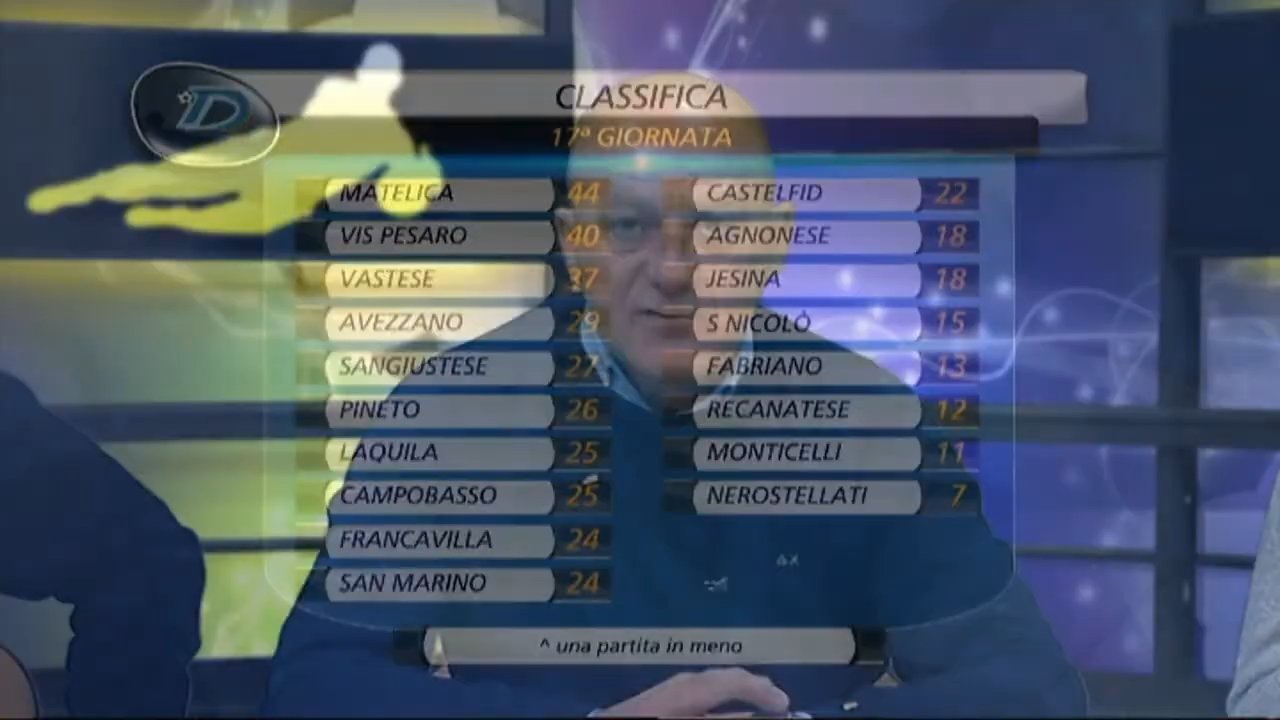 D
CLASSIFICA
17ª GIORNATA
MATELICA 44
VIS PESARO 40
VASTESE 37
AVEZZANO 29
SANGIUSTESE 27
PINETO 26
LAQUILA 25
CAMPOBASSO 25
FRANCAVILLA 24
SAN MARINO 24
CASTELFID 22
AGNONESE 18
JESINA 18
S NICOLÒ 15
FABRIANO 13
RECANATESE 12
MONTICELLI 11
NEROSTELLATI 7
^ una partita in meno